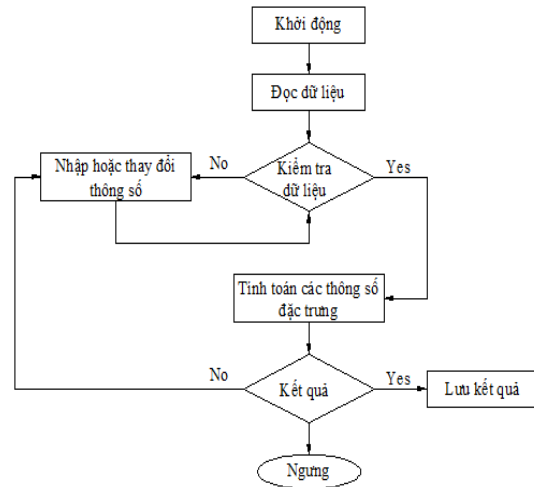 Khởi động
Đọc dữ liệu
Nhập hoặc thay đổi
thông số
No
Kiểm tra
dữ liệu
Yes
Tính toán các thông số
đặc trưng
No
Kết quả
Yes
Lưu kết quả
Ngưng